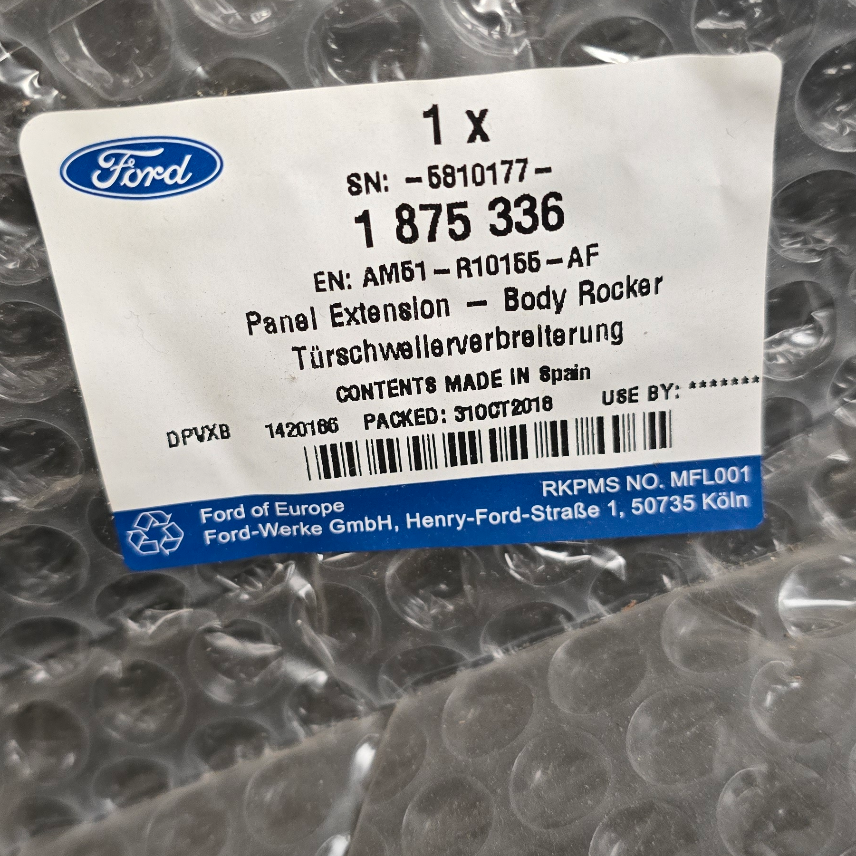 1 x
Ford
SN: -5810177-
1 875 336
EN: AM51-R10155-AF
Panel Extension - Body Rocker
Türschwellerverbreiterung
CONTENTS MADE IN Spain
DPVXB 1420186 PACKED: 31OCT2018 USE BY: *******
RKPMS NO. MFL001
Ford of Europe
Ford-Werke GmbH, Henry-Ford-Straße 1, 50735 Köln